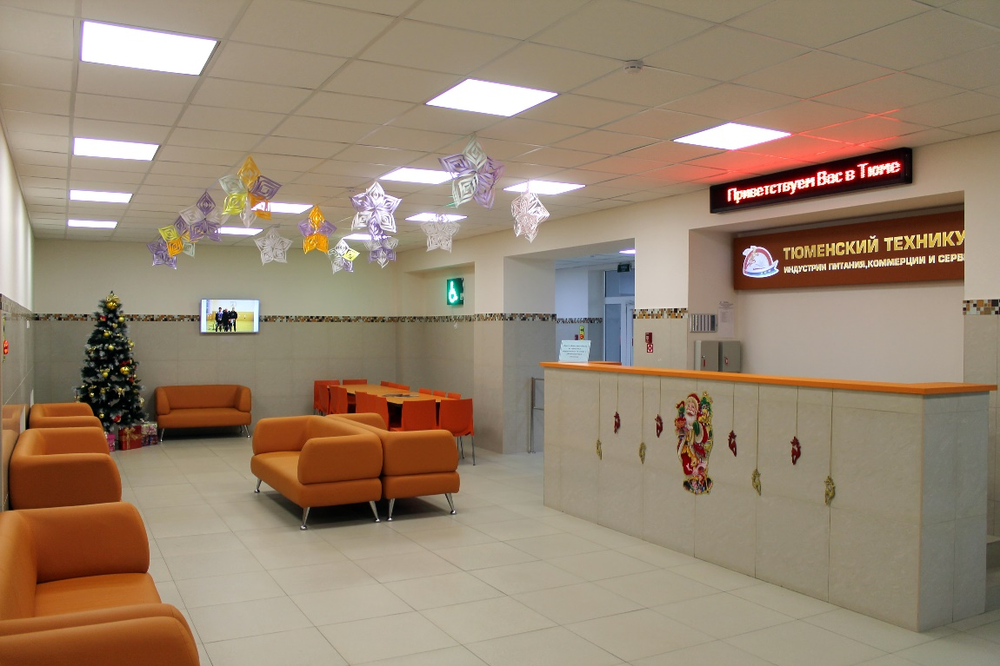 Приветствуем Вас в Тюме
ТЮМЕНСКИЙ ТЕХНИКУ
ИНДУСТРИИ ПИТАНИЯ,КОММЕРЦИИ И СЕРВ